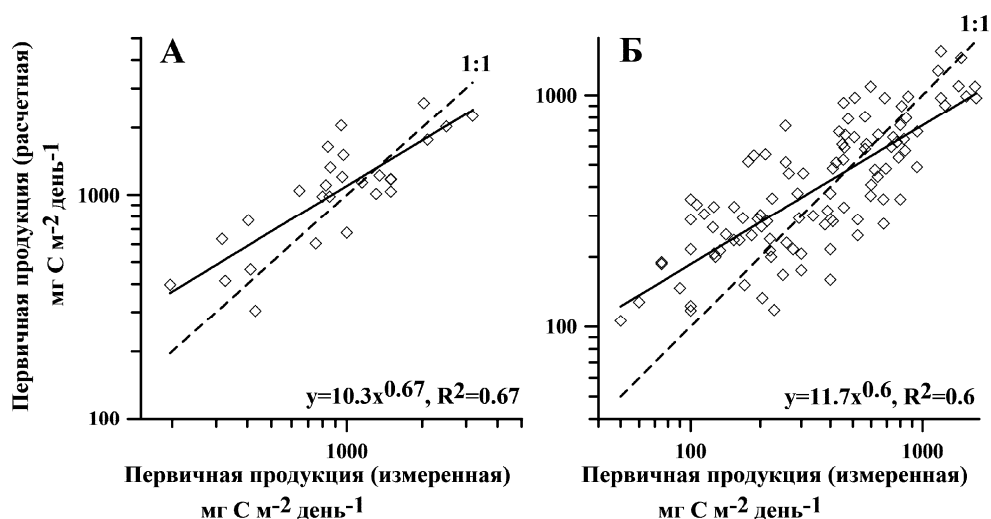 Первичная продукция (расчетная)
мг С м-2 день-1
А
1:1
1000
100
1000
y=10.3x0.67, R2=0.67
Первичная продукция (измеренная)
мг С м-2 день-1
Б
1:1
1000
100
100
1000
y=11.7x0.6, R2=0.6
Первичная продукция (измеренная)
мг С м-2 день-1